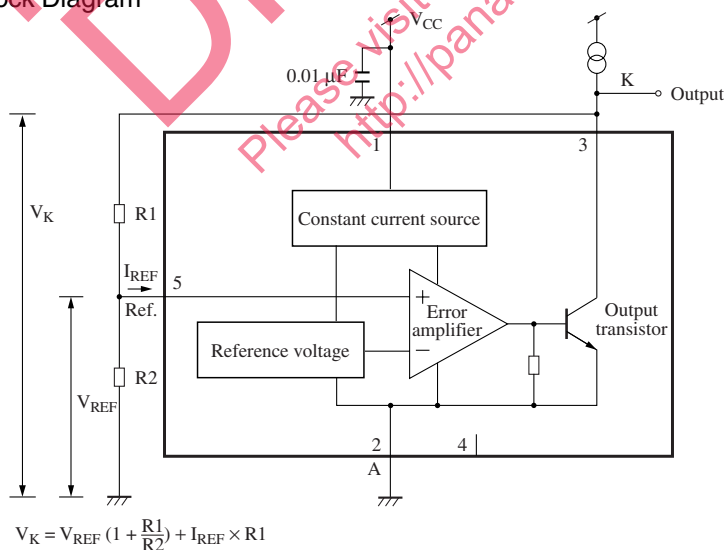 ock Diagram
Please visit
http://pana
VCC
0.01 µF
K
Output
1
3
VK
R1
Constant current source
IREF
5
Ref.
+
Error
amplifier
Output
transistor
Reference voltage
−
R2
VREF
2
4
A
VK = VREF (1 + R1/R2) + IREF × R1